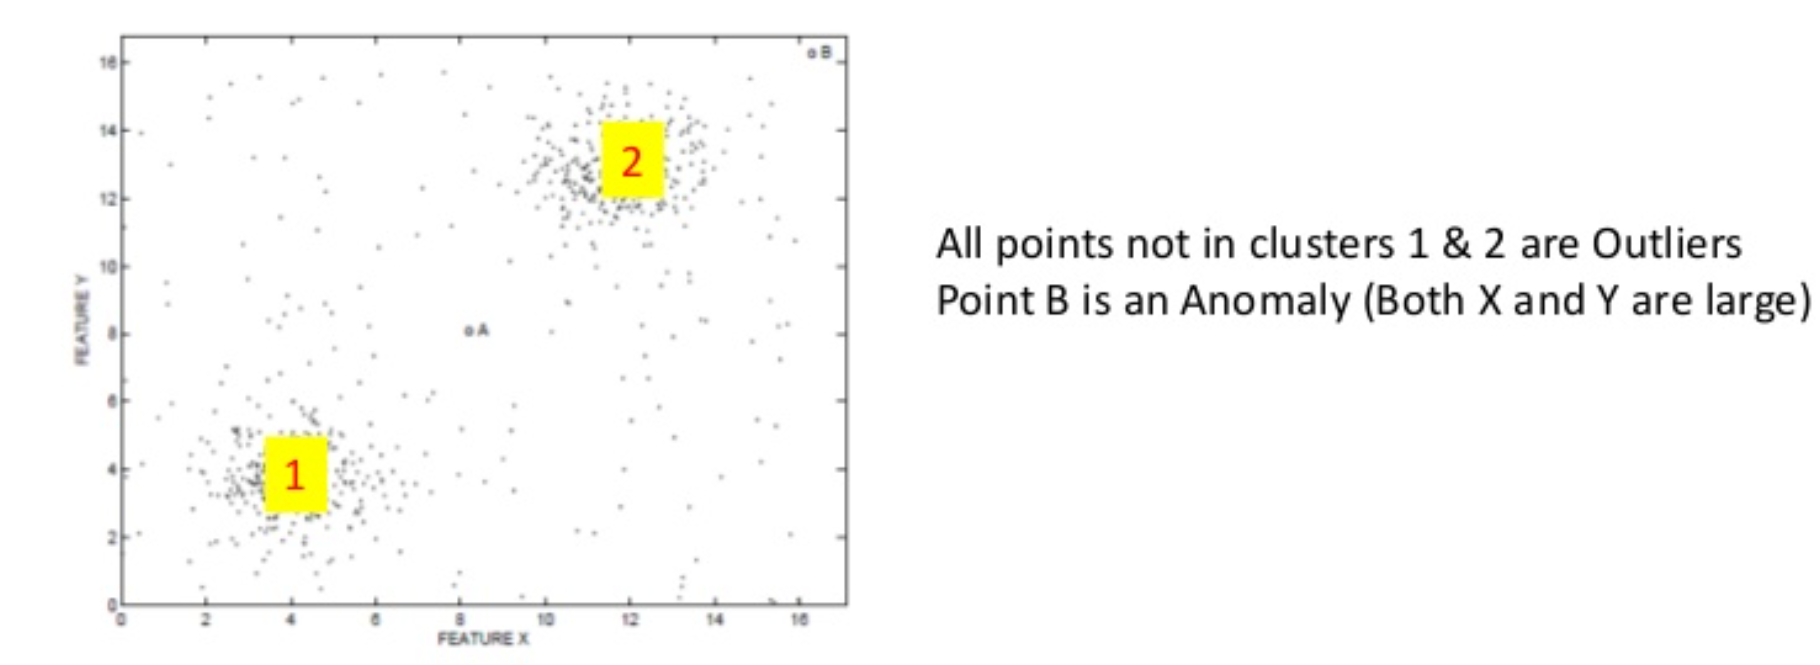 16
B
14
2
12
10
FEATURE Y
8
A
6
4
1
2
0
0 2 4 6 8 10 12 14 16
FEATURE X
All points not in clusters 1 & 2 are Outliers
Point B is an Anomaly (Both X and Y are large)